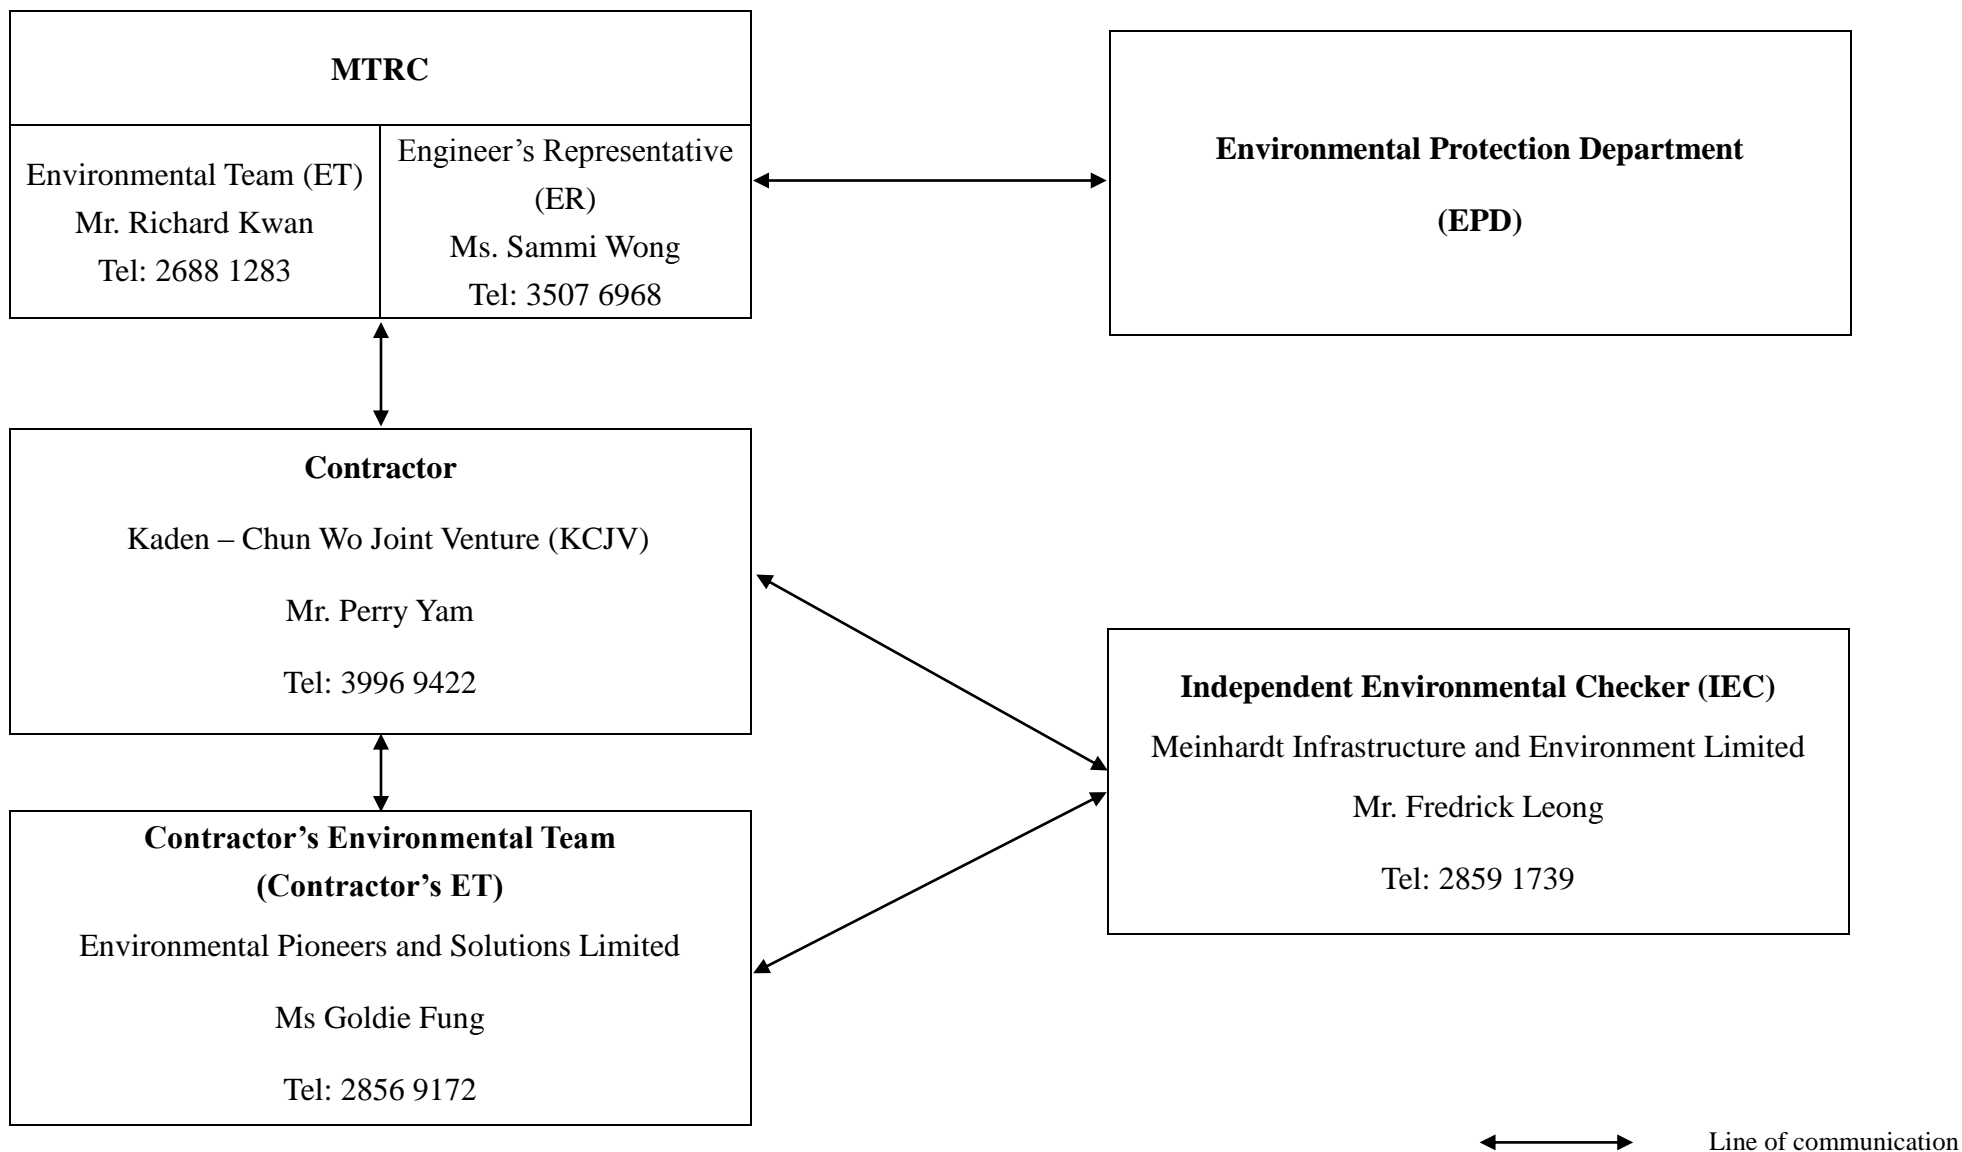 MTRC
Environmental Team (ET)
Mr. Richard Kwan
Tel: 2688 1283
Engineer’s Representative
(ER)
Ms. Sammi Wong
Tel: 3507 6968
Environmental Protection Department
(EPD)
Contractor
Kaden – Chun Wo Joint Venture (KCJV)
Mr. Perry Yam
Tel: 3996 9422
Independent Environmental Checker (IEC)
Meinhardt Infrastructure and Environment Limited
Mr. Fredrick Leong
Tel: 2859 1739
Contractor’s Environmental Team
(Contractor’s ET)
Environmental Pioneers and Solutions Limited
Ms Goldie Fung
Tel: 2856 9172
Line of communication